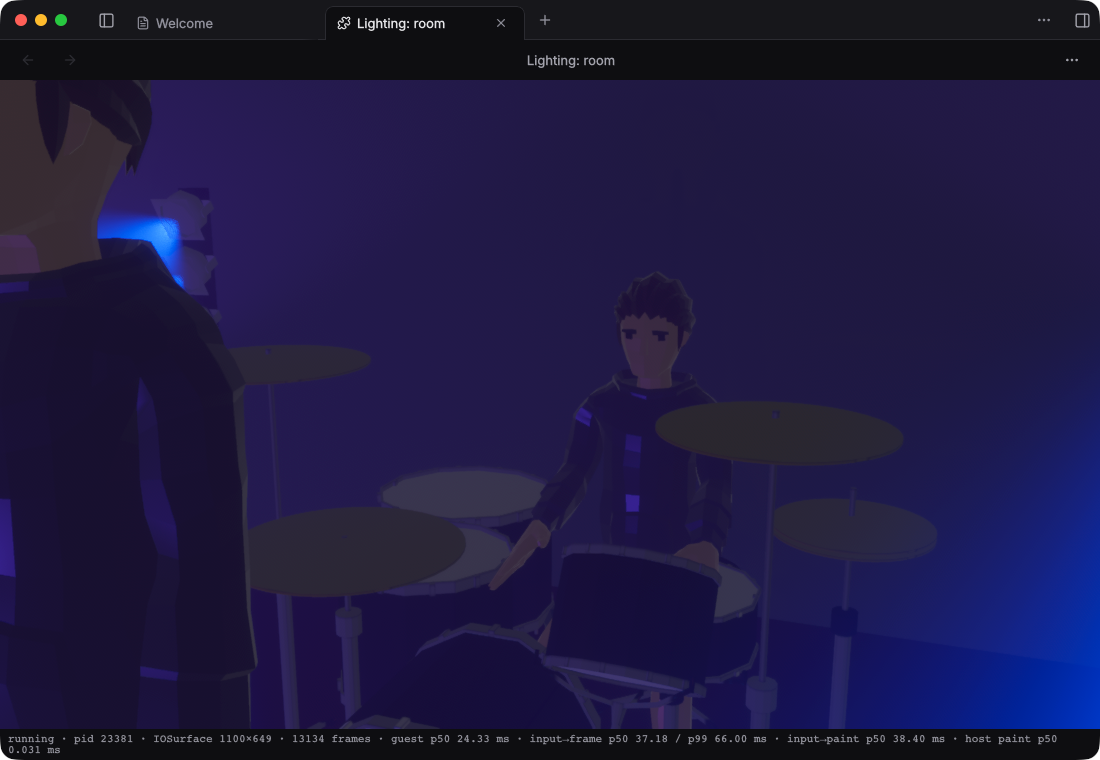 Welcome
Lighting: room
Lighting: room
running · pid 23381 · IOSurface 1100×649 · 13134 frames · guest p50 24.33 ms · input→frame p50 37.18 / p99 66.00 ms · input→paint p50 38.40 ms · host paint p50
0.031 ms